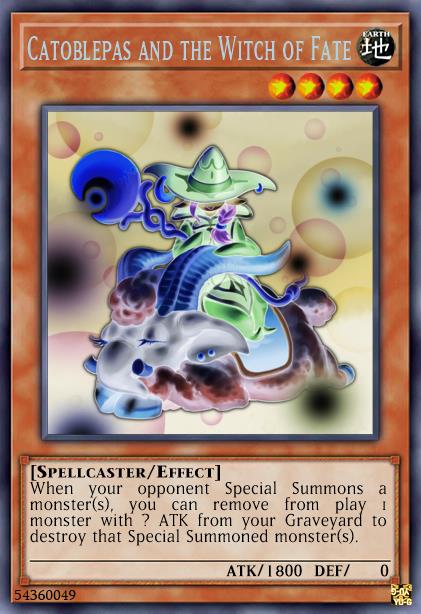 Catoblepas and the Witch of Fate
EARTH
地
[Spellcaster/Effect]
When your opponent Special Summons a
monster(s), you can remove from play 1
monster with ? ATK from your Graveyard to
destroy that Special Summoned monster(s).
ATK/1800 DEF/ 0
54360049